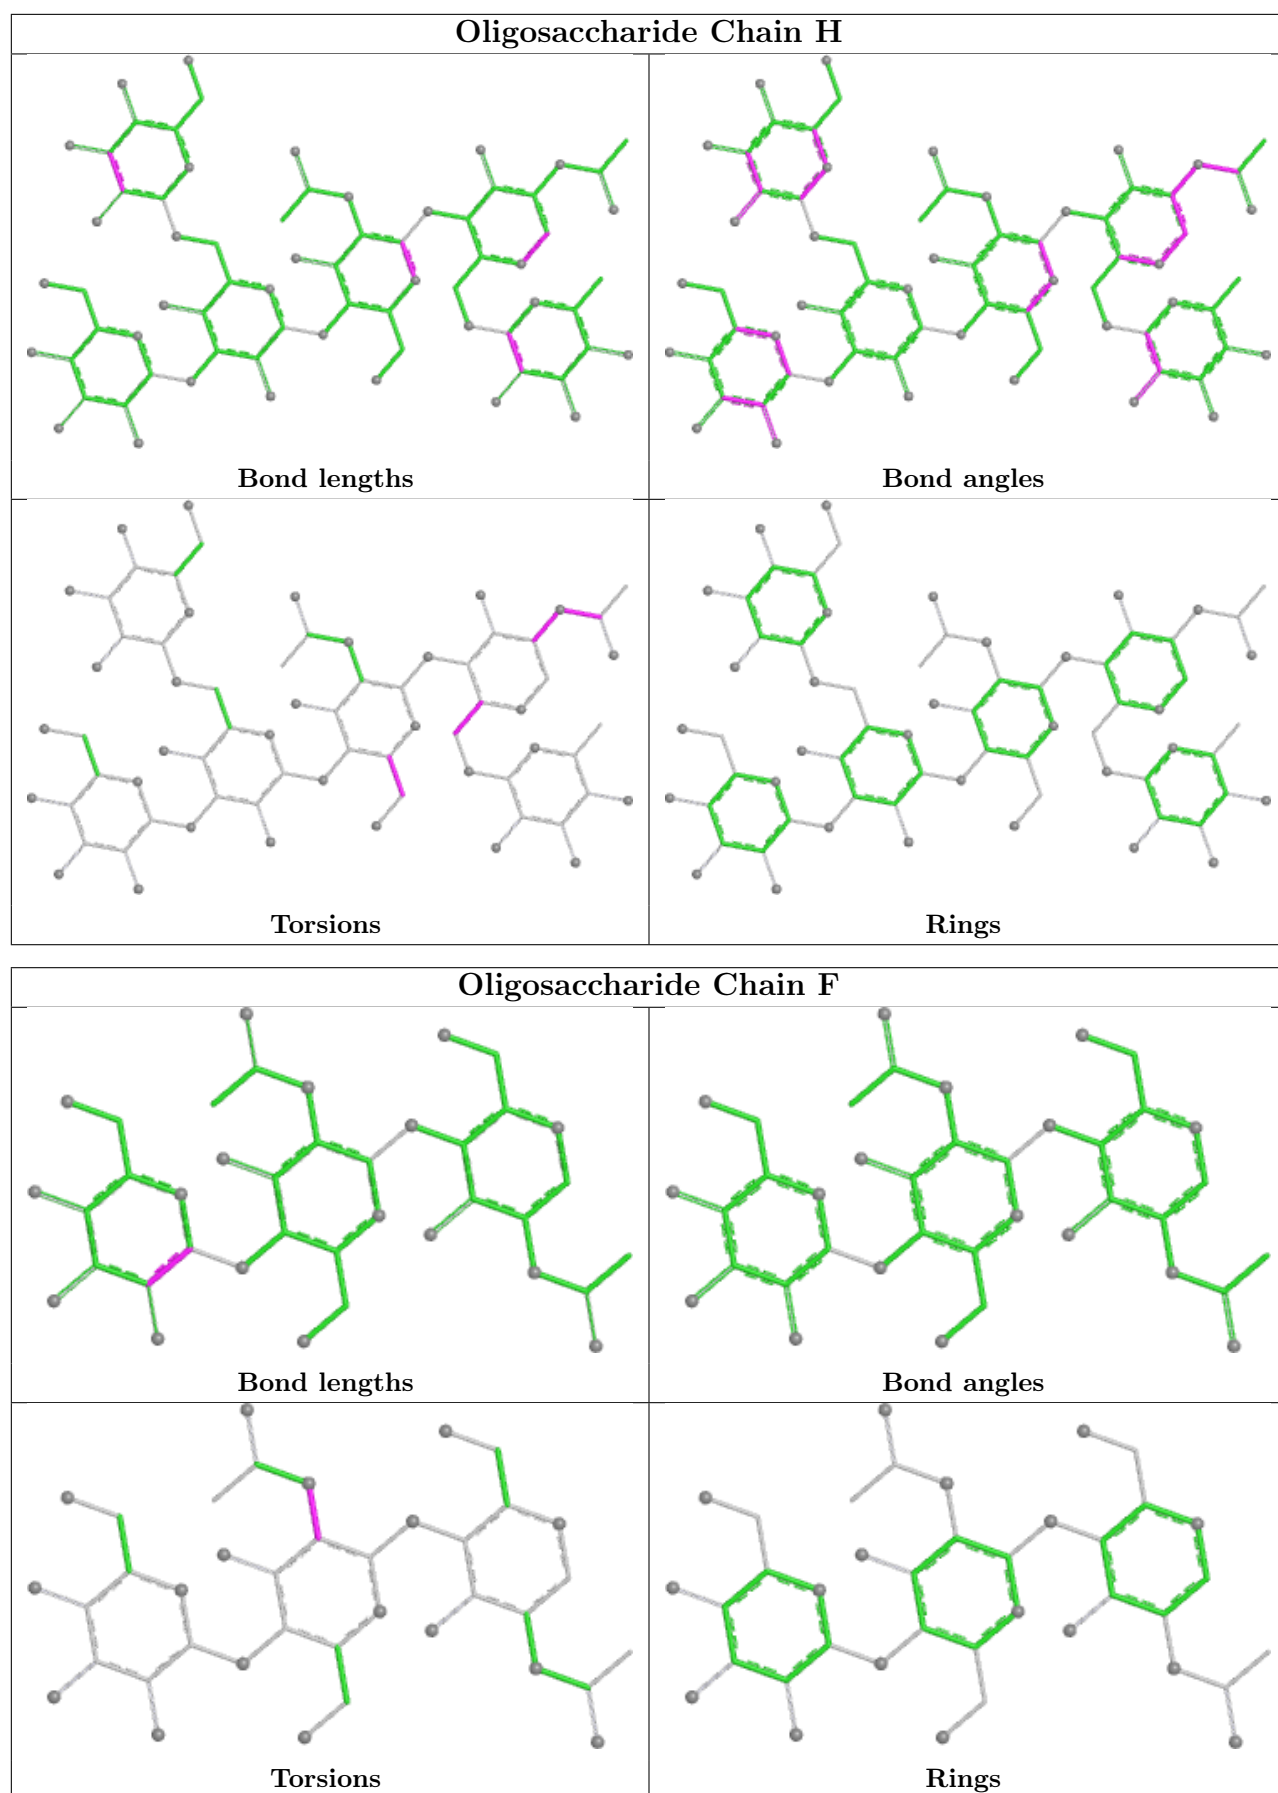 Oligosaccharide Chain H
Bond lengths
Bond angles
Torsions
Rings
Oligosaccharide Chain F
Bond lengths
Bond angles
Torsions
Rings